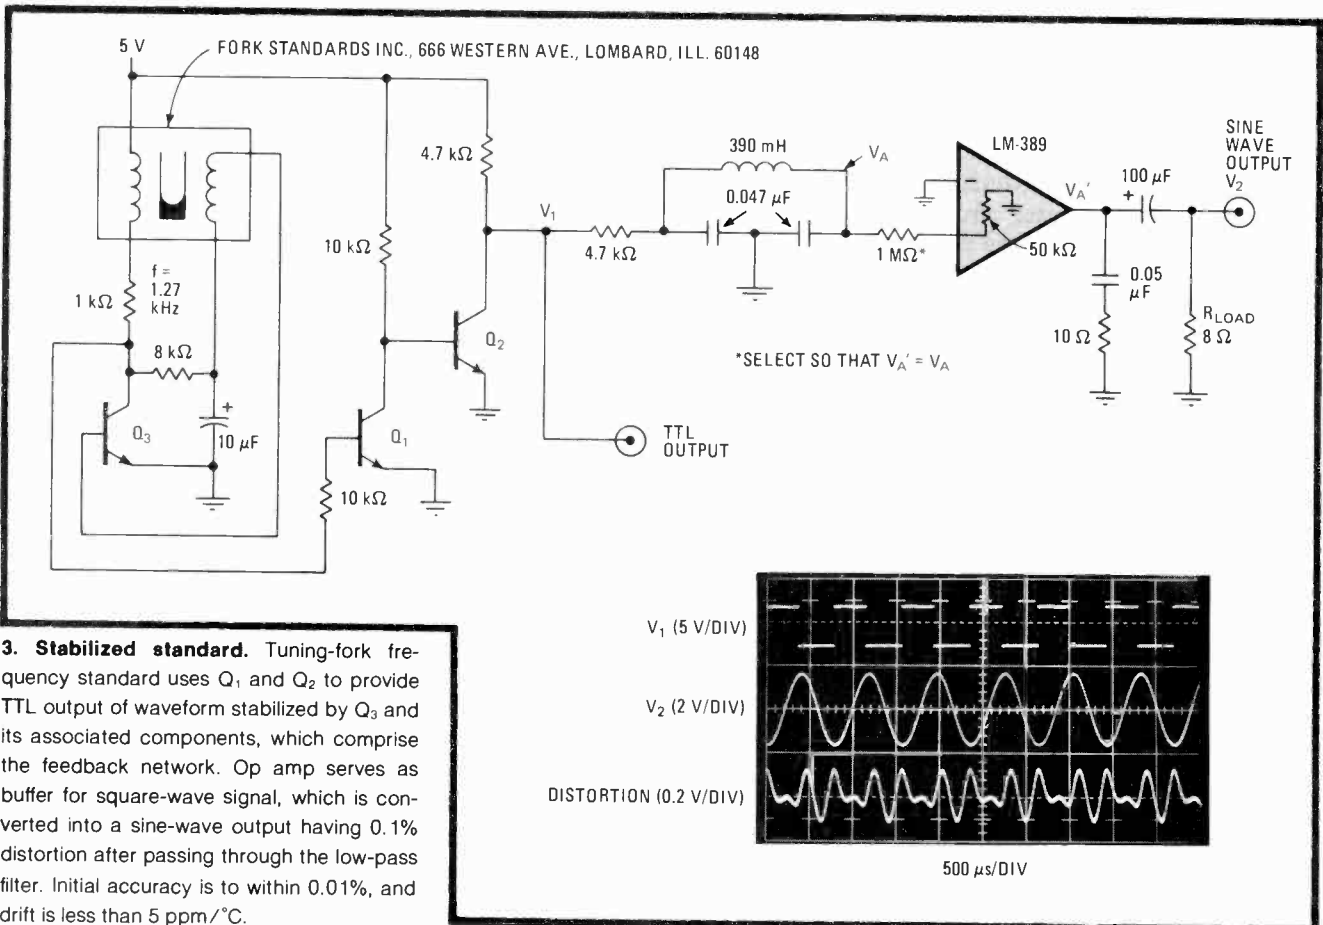 5 V
FORK STANDARDS INC., 666 WESTERN AVE., LOMBARD, ILL. 60148
4.7 kΩ
10 kΩ
f =
1.27
kHz
1 kΩ
8 kΩ
Q₃
+
10 μF
Q₁
10 kΩ
Q₂
V₁
4.7 kΩ
390 mH
0.047 μF
V_A
1 MΩ*
LM-389
-
50 kΩ
V_A'
100 μF
+
SINE
WAVE
OUTPUT
V₂
0.05
μF
10 Ω
R_LOAD
8 Ω
*SELECT SO THAT V_A' = V_A
TTL
OUTPUT
V₁ (5 V/DIV)
V₂ (2 V/DIV)
DISTORTION (0.2 V/DIV)
500 μs/DIV
3. Stabilized standard. Tuning-fork fre-
quency standard uses Q₁ and Q₂ to provide
TTL output of waveform stabilized by Q₃ and
its associated components, which comprise
the feedback network. Op amp serves as
buffer for square-wave signal, which is con-
verted into a sine-wave output having 0.1%
distortion after passing through the low-pass
filter. Initial accuracy is to within 0.01%, and
drift is less than 5 ppm/°C.